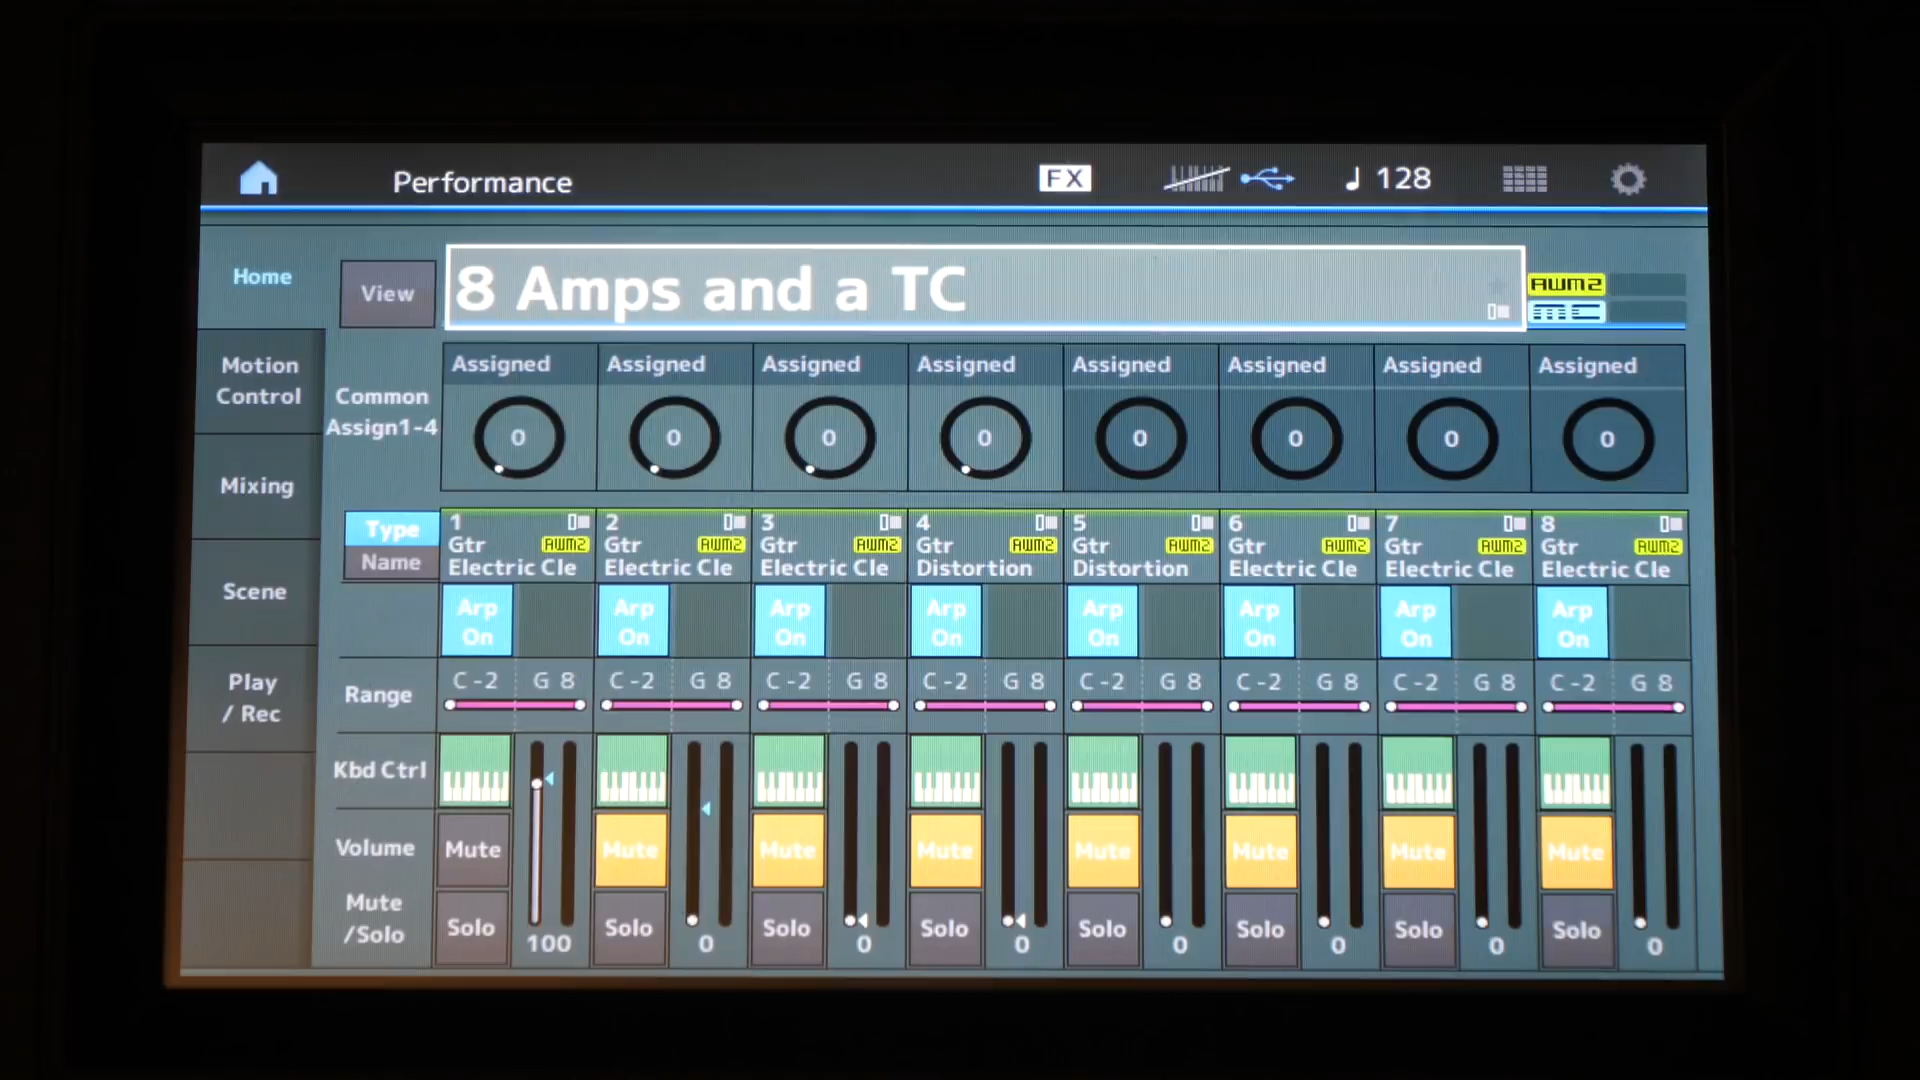 Performance FX ♩ 128
Home View 8 Amps and a TC AWM2 MC
Assigned Assigned Assigned Assigned Assigned Assigned Assigned Assigned
Motion Control
Common Assign1-4
0 0 0 0 0 0 0 0
Mixing
Type 1 2 3 4 5 6 7 8
Gtr AWM2 Gtr AWM2 Gtr AWM2 Gtr AWM2 Gtr AWM2 Gtr AWM2 Gtr AWM2 Gtr AWM2
Name Electric Cle Electric Cle Electric Cle Distortion Distortion Electric Cle Electric Cle Electric Cle
Scene
Arp On Arp On Arp On Arp On Arp On Arp On Arp On Arp On
Play / Rec
Range C -2 G 8 C -2 G 8 C -2 G 8 C -2 G 8 C -2 G 8 C -2 G 8 C -2 G 8 C -2 G 8
Kbd Ctrl
Volume Mute Mute Mute Mute Mute Mute Mute Mute
Mute /Solo Solo 100 Solo 0 Solo 0 Solo 0 Solo 0 Solo 0 Solo 0 Solo 0